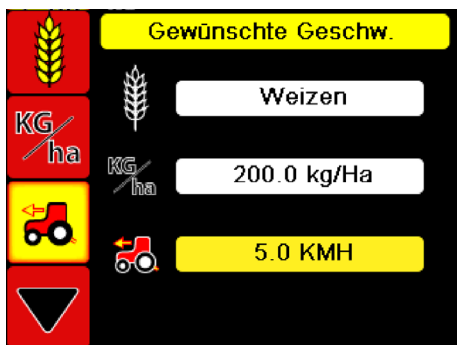 Gewünschte Geschw.
Weizen
KG/ha
KG/ha
200.0 kg/Ha
5.0 KMH